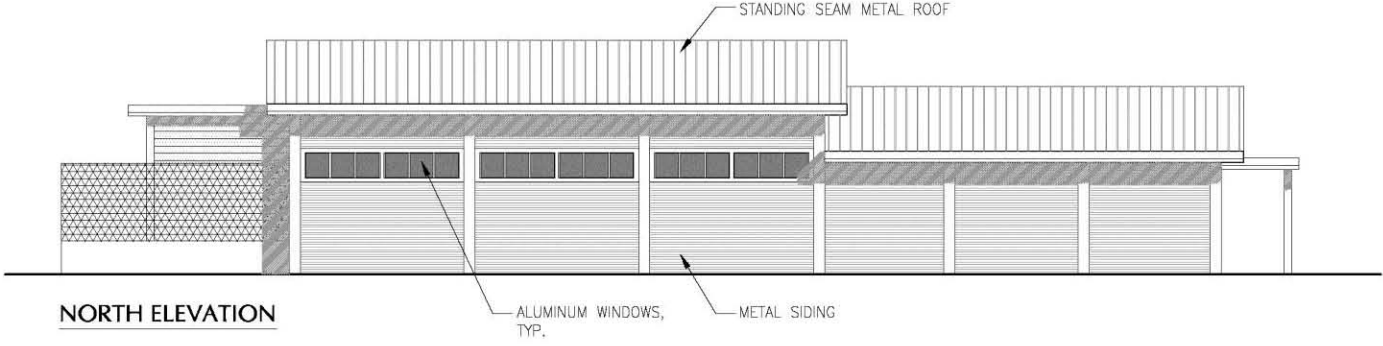 STANDING SEAM METAL ROOF
NORTH ELEVATION
ALUMINUM WINDOWS,
TYP.
METAL SIDING